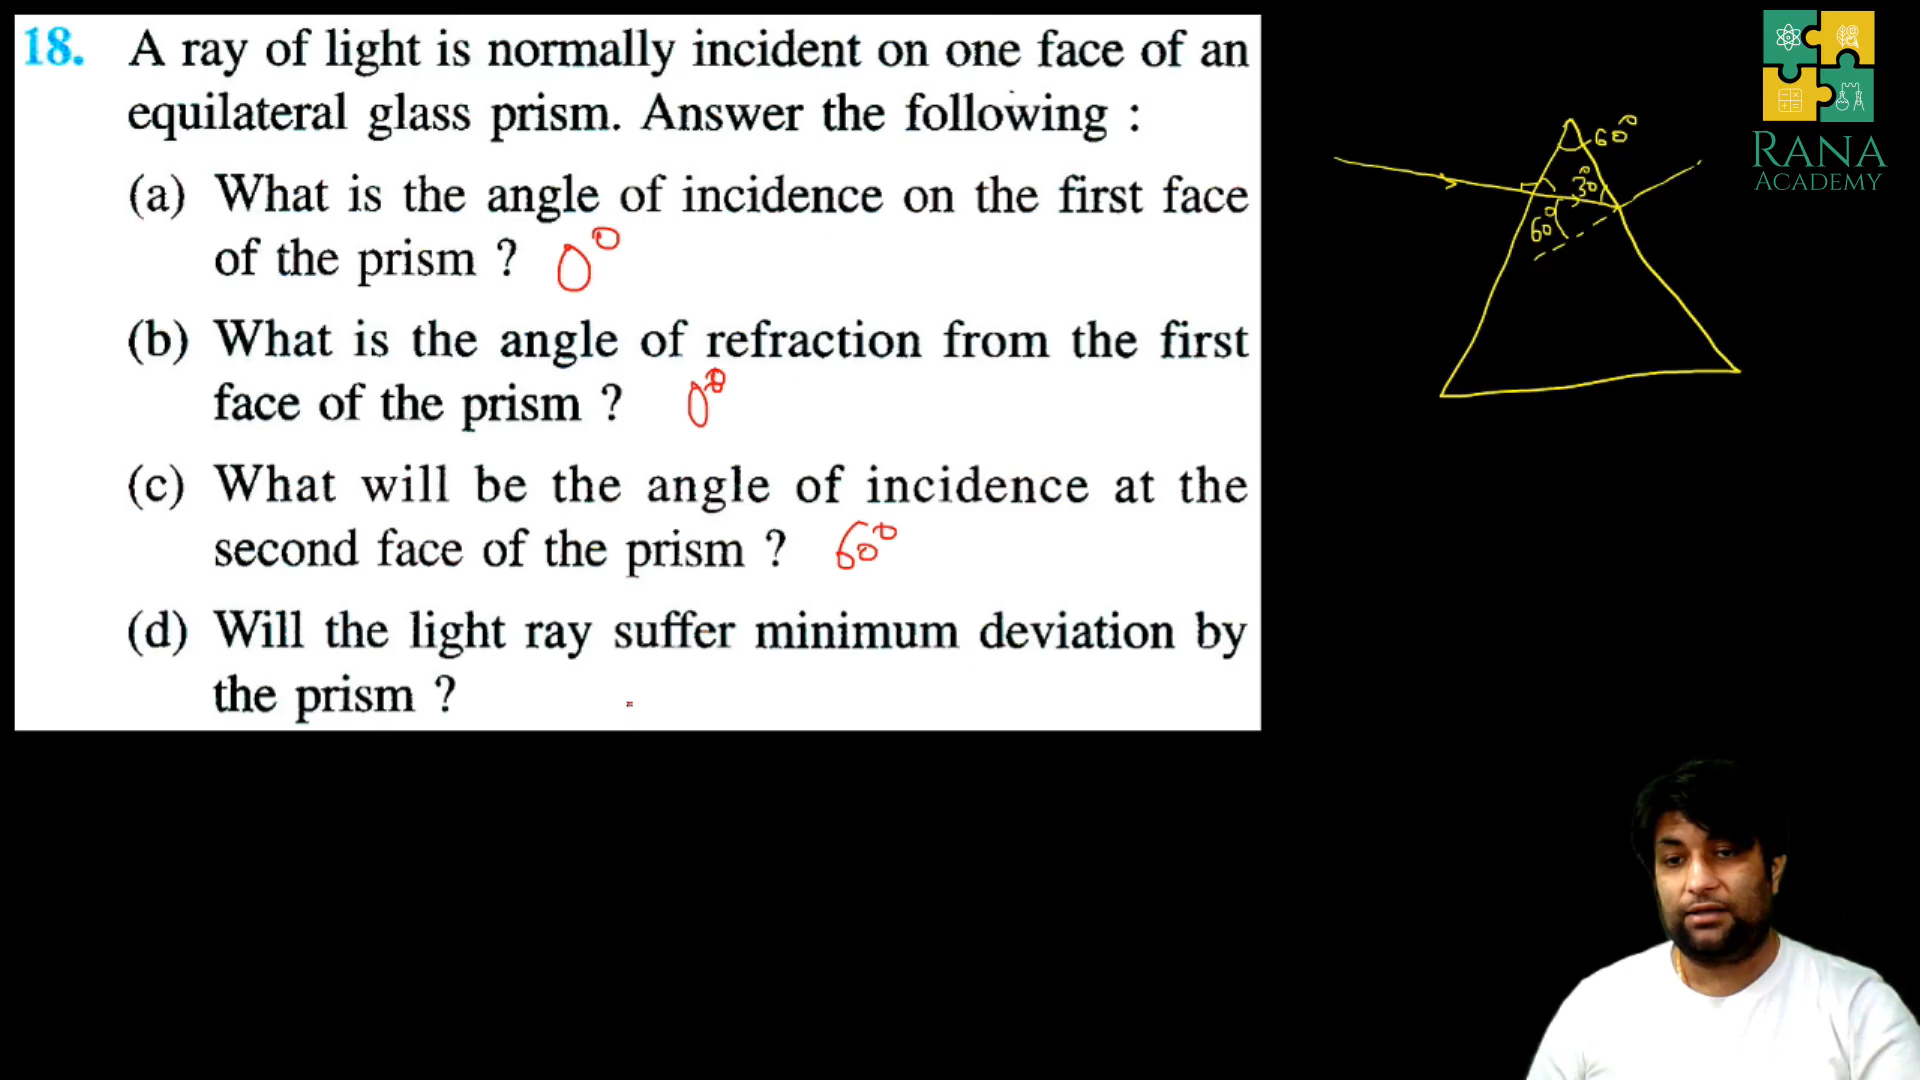 18. A ray of light is normally incident on one face of an
equilateral glass prism. Answer the following :
(a) What is the angle of incidence on the first face
of the prism ? 0°
(b) What is the angle of refraction from the first
face of the prism ? 0°
(c) What will be the angle of incidence at the
second face of the prism ? 60°
(d) Will the light ray suffer minimum deviation by
the prism ?
60°
30°
60°
RANA
ACADEMY